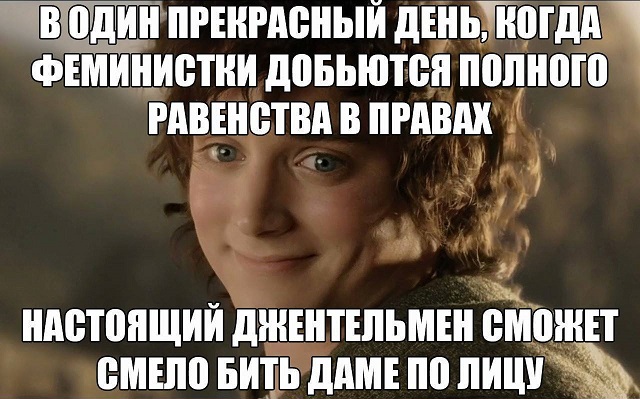 В ОДИН ПРЕКРАСНЫЙ ДЕНЬ, КОГДА
ФЕМИНИСТКИ ДОБЬЮТСЯ ПОЛНОГО
РАВЕНСТВА В ПРАВАХ
НАСТОЯЩИЙ ДЖЕНТЕЛЬМЕН СМОЖЕТ
СМЕЛО БИТЬ ДАМЕ ПО ЛИЦУ